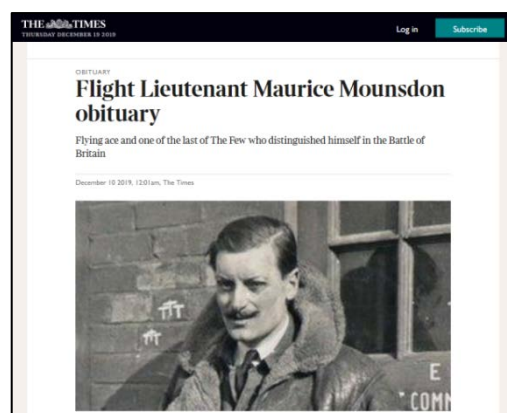 THE TIMES
THURSDAY DECEMBER 19 2019
Log in
Subscribe
OBITUARY
Flight Lieutenant Maurice Mounsdon
obituary
Flying ace and one of the last of The Few who distinguished himself in the Battle of
Britain
December 10 2019, 12.01am, The Times
E
"COMM